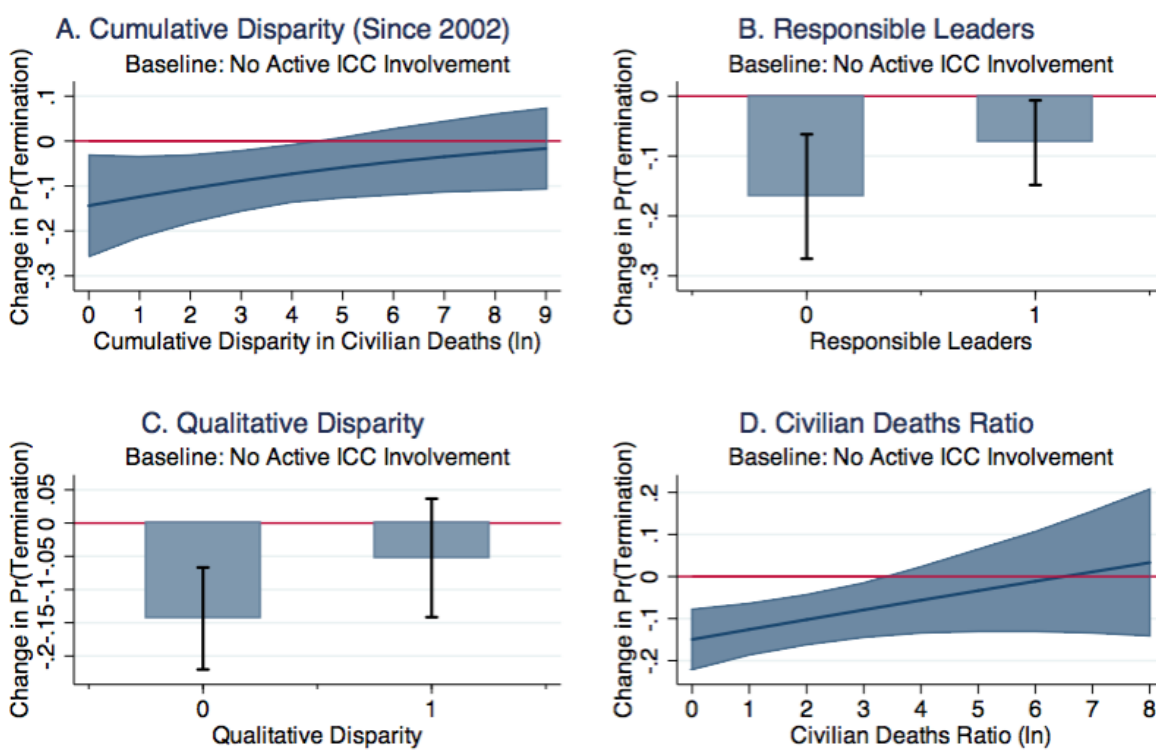 A. Cumulative Disparity (Since 2002)
Baseline: No Active ICC Involvement
Change in Pr(Termination)
.1
0
-.1
-.2
-.3
0 1 2 3 4 5 6 7 8 9
Cumulative Disparity in Civilian Deaths (ln)
B. Responsible Leaders
Baseline: No Active ICC Involvement
Change in Pr(Termination)
0
-.1
-.2
-.3
0 1
Responsible Leaders
C. Qualitative Disparity
Baseline: No Active ICC Involvement
Change in Pr(Termination)
.05
0
-.05
-.1
-.15
-.2
0 1
Qualitative Disparity
D. Civilian Deaths Ratio
Baseline: No Active ICC Involvement
Change in Pr(Termination)
.2
.1
0
-.1
-.2
0 1 2 3 4 5 6 7 8
Civilian Deaths Ratio (ln)